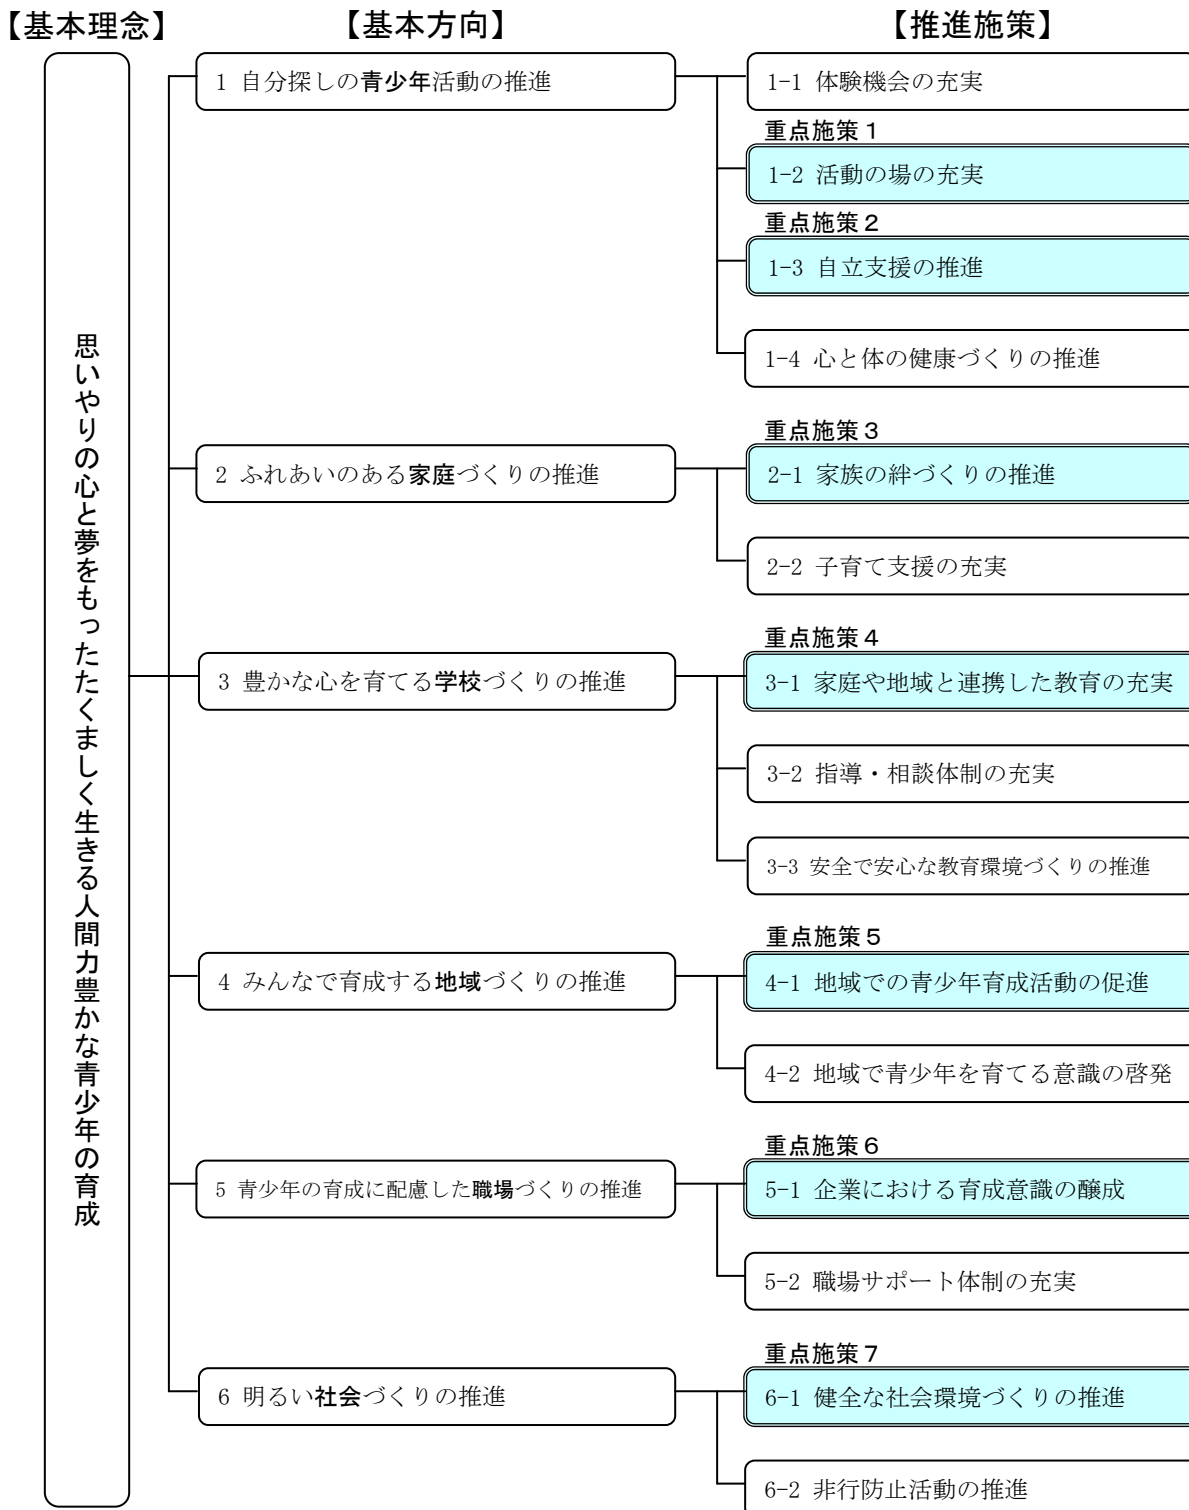 【基本理念】
【基本方向】
【推進施策】
思いやりの心と夢をもったたくましく生きる人間力豊かな青少年の育成
1 自分探しの青少年活動の推進
1-1 体験機会の充実
重点施策１
1-2 活動の場の充実
重点施策２
1-3 自立支援の推進
1-4 心と体の健康づくりの推進
2 ふれあいのある家庭づくりの推進
重点施策３
2-1 家族の絆づくりの推進
2-2 子育て支援の充実
3 豊かな心を育てる学校づくりの推進
重点施策４
3-1 家庭や地域と連携した教育の充実
3-2 指導・相談体制の充実
3-3 安全で安心な教育環境づくりの推進
4 みんなで育成する地域づくりの推進
重点施策５
4-1 地域での青少年育成活動の促進
4-2 地域で青少年を育てる意識の啓発
5 青少年の育成に配慮した職場づくりの推進
重点施策６
5-1 企業における育成意識の醸成
5-2 職場サポート体制の充実
6 明るい社会づくりの推進
重点施策７
6-1 健全な社会環境づくりの推進
6-2 非行防止活動の推進